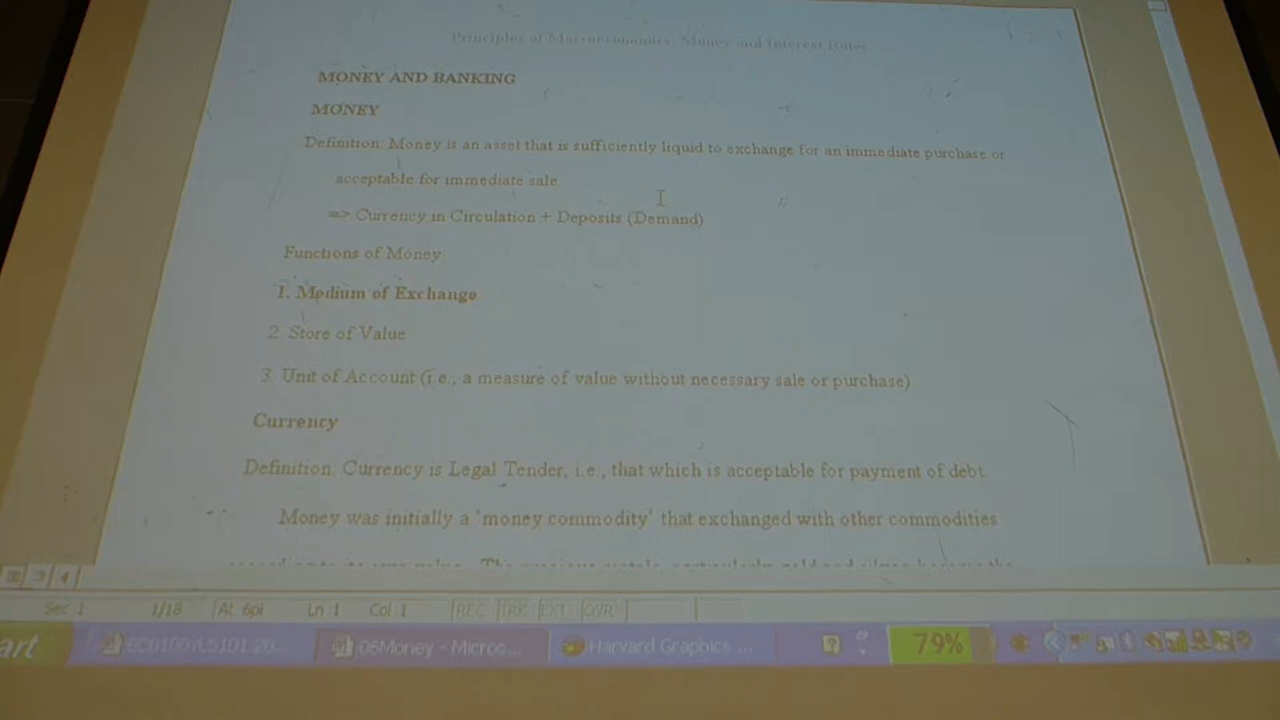 Principles of Macroeconomics: Money and Interest Rates
MONEY AND BANKING
MONEY
Definition: Money is an asset that is sufficiently liquid to exchange for an immediate purchase or
acceptable for immediate sale.
=> Currency in Circulation + Deposits (Demand)
Functions of Money
1. Medium of Exchange
2. Store of Value
3. Unit of Account (i.e., a measure of value without necessary sale or purchase)
Currency
Definition: Currency is Legal Tender, i.e., that which is acceptable for payment of debt.
Money was initially a 'money commodity' that exchanged with other commodities
Sec 1 1/18 At 6pi Ln 1 Col 1 REC TRK EXT OVR
art 06Money - Micros... Harvard Graphics ... 79%